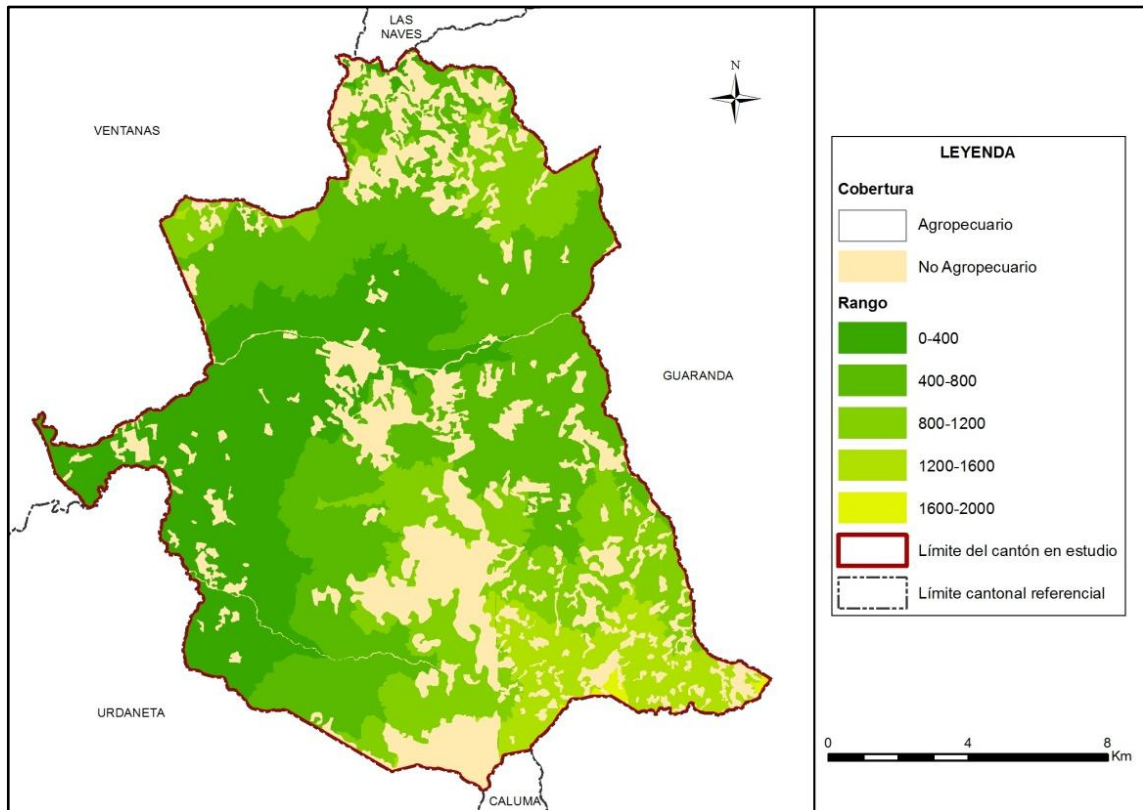 LAS
NAVES
N
VENTANAS
GUARANDA
URDANETA
CALUMA
LEYENDA
Cobertura
Agropecuario
No Agropecuario
Rango
0-400
400-800
800-1200
1200-1600
1600-2000
Límite del cantón en estudio
Límite cantonal referencial
0 4 8
Km